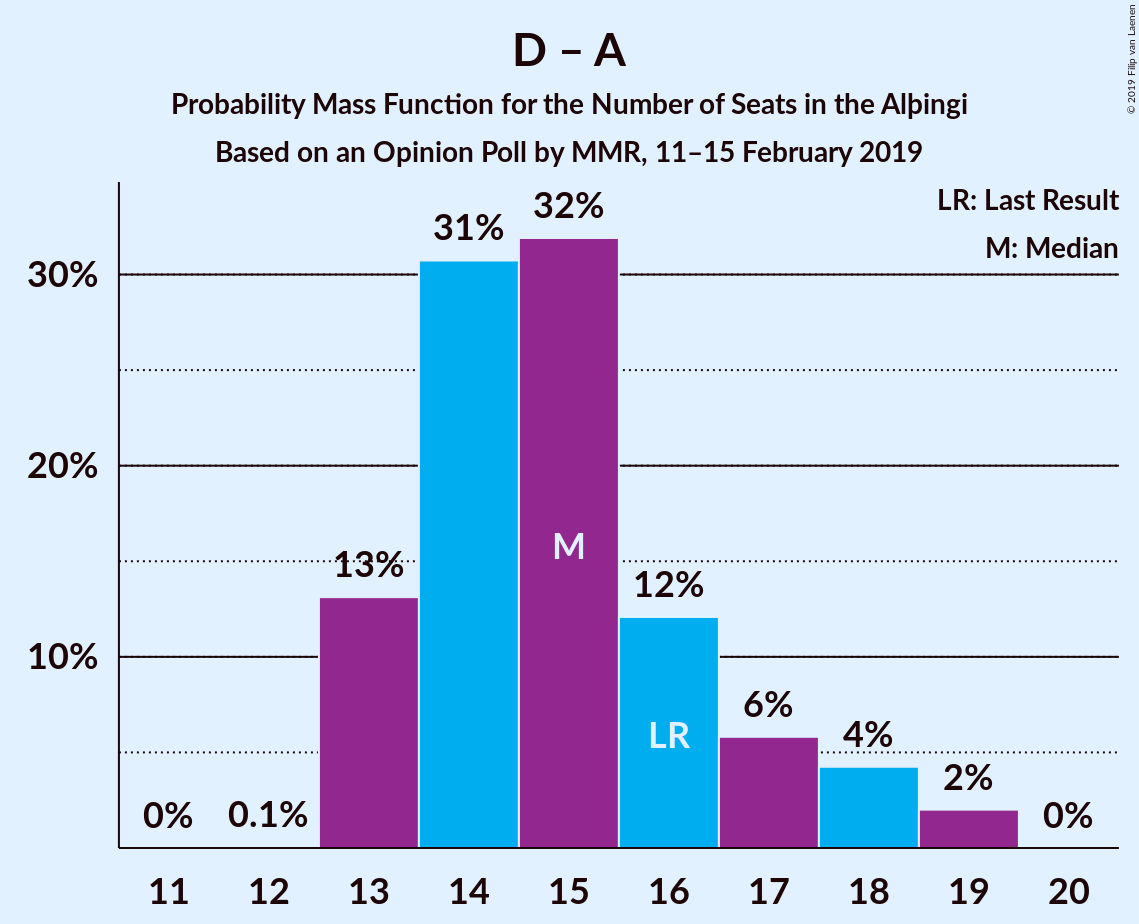 D – A
Probability Mass Function for the Number of Seats in the Alþingi
Based on an Opinion Poll by MMR, 11–15 February 2019
© 2019 Filip van Laenen
LR: Last Result
M: Median
30%
20%
10%
0%
0.1%
13%
31%
32%
12%
6%
4%
2%
0%
M
LR
11 12 13 14 15 16 17 18 19 20